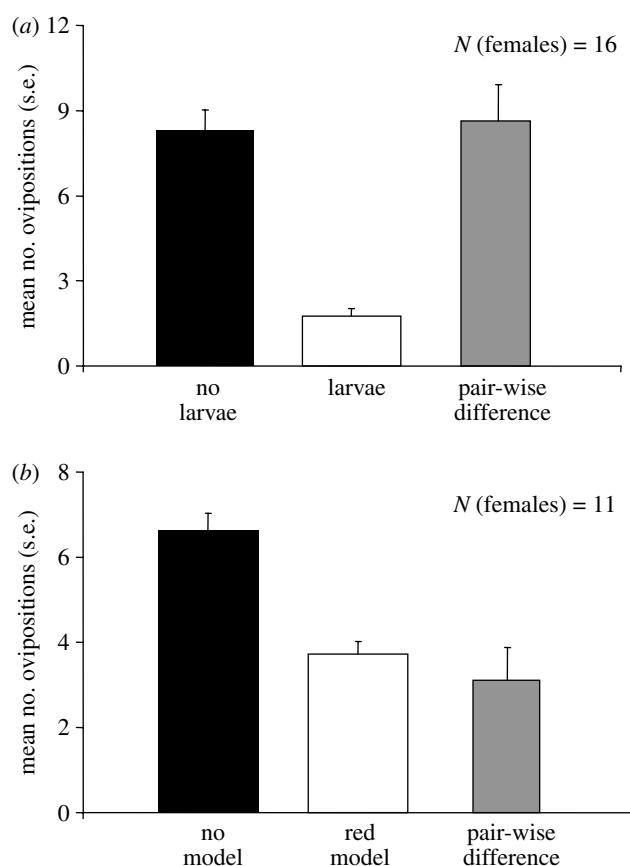 (a)
12
9
6
3
0
mean no. ovipositions (s.e.)
N (females) = 16
no
larvae
larvae
pair-wise
difference
(b)
8
6
4
2
0
mean no. ovipositions (s.e.)
N (females) = 11
no
model
red
model
pair-wise
difference